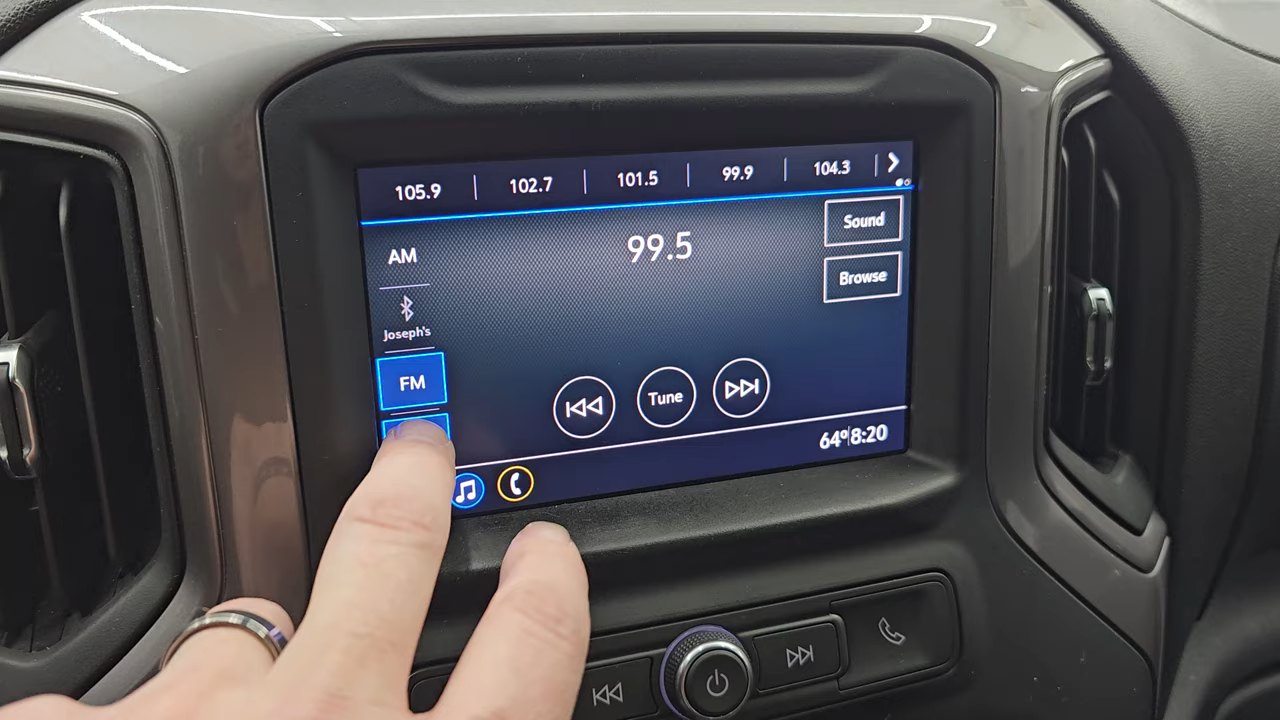 105.9 | 102.7 | 101.5 | 99.9 | 104.3
AM
99.5
Sound
Browse
Joseph's
FM
Tune
64°|8:20